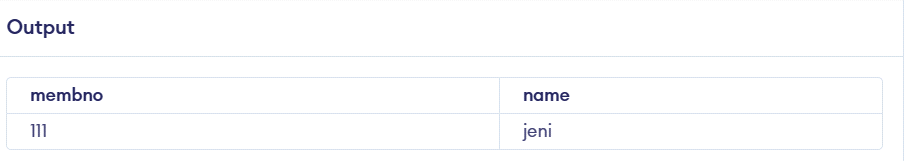 Output
membno name
111 jeni